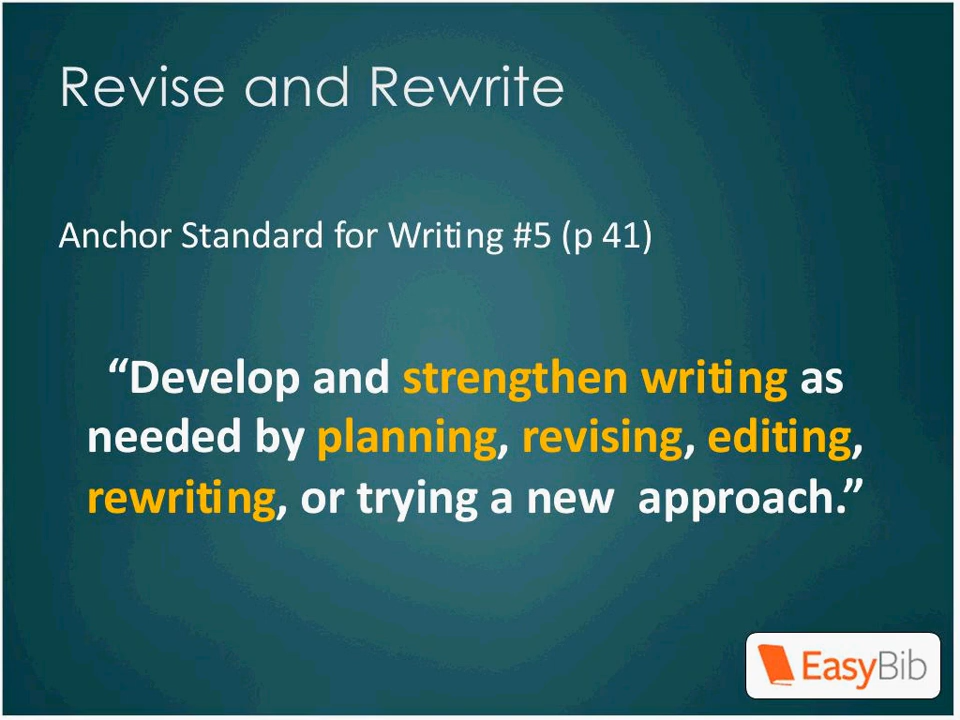 Revise and Rewrite
Anchor Standard for Writing #5 (p 41)
“Develop and strengthen writing as
needed by planning, revising, editing,
rewriting, or trying a new  approach.”
EasyBib